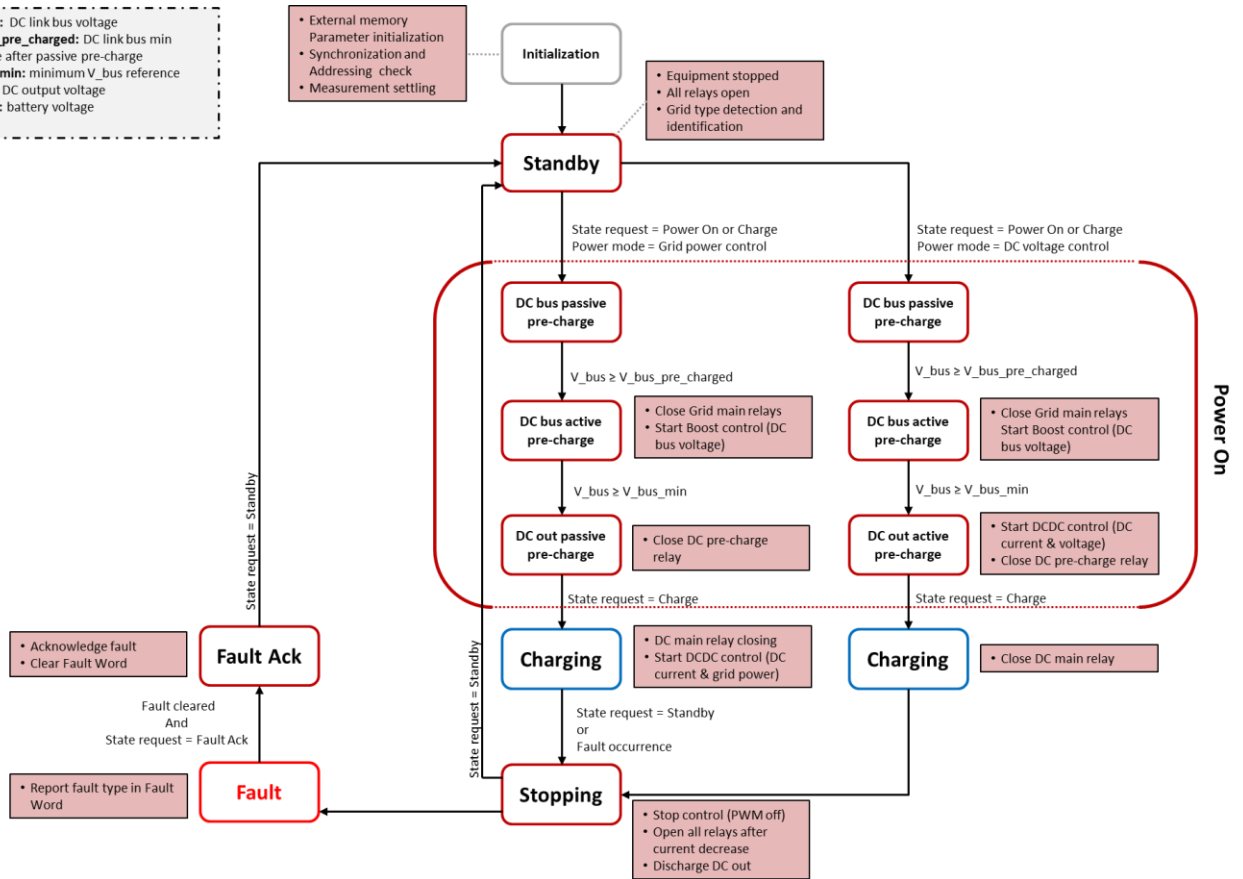 : DC link bus voltage
_pre_charged: DC link bus min
after passive pre-charge
min: minimum V_bus reference
DC output voltage
: battery voltage
• External memory
Parameter initialization
• Synchronization and
Addressing check
• Measurement settling
Initialization
• Equipment stopped
• All relays open
• Grid type detection and
identification
Standby
State request = Power On or Charge
Power mode = Grid power control
State request = Power On or Charge
Power mode = DC voltage control
DC bus passive
pre-charge
DC bus passive
pre-charge
V_bus ≥ V_bus_pre_charged
V_bus ≥ V_bus_pre_charged
Power On
DC bus active
pre-charge
• Close Grid main relays
• Start Boost control (DC
bus voltage)
DC bus active
pre-charge
• Close Grid main relays
Start Boost control (DC
bus voltage)
V_bus ≥ V_bus_min
V_bus ≥ V_bus_min
DC out passive
pre-charge
• Close DC pre-charge
relay
DC out active
pre-charge
• Start DCDC control (DC
current & voltage)
• Close DC pre-charge relay
State request = Charge
State request = Charge
State request = Standby
• Acknowledge fault
• Clear Fault Word
Fault Ack
State request = Standby
Charging
• DC main relay closing
• Start DCDC control (DC
current & grid power)
Charging
• Close DC main relay
Fault cleared
And
State request = Fault Ack
State request = Standby
or
Fault occurrence
• Report fault type in Fault
Word
Fault
Stopping
• Stop control (PWM off)
• Open all relays after
current decrease
• Discharge DC out